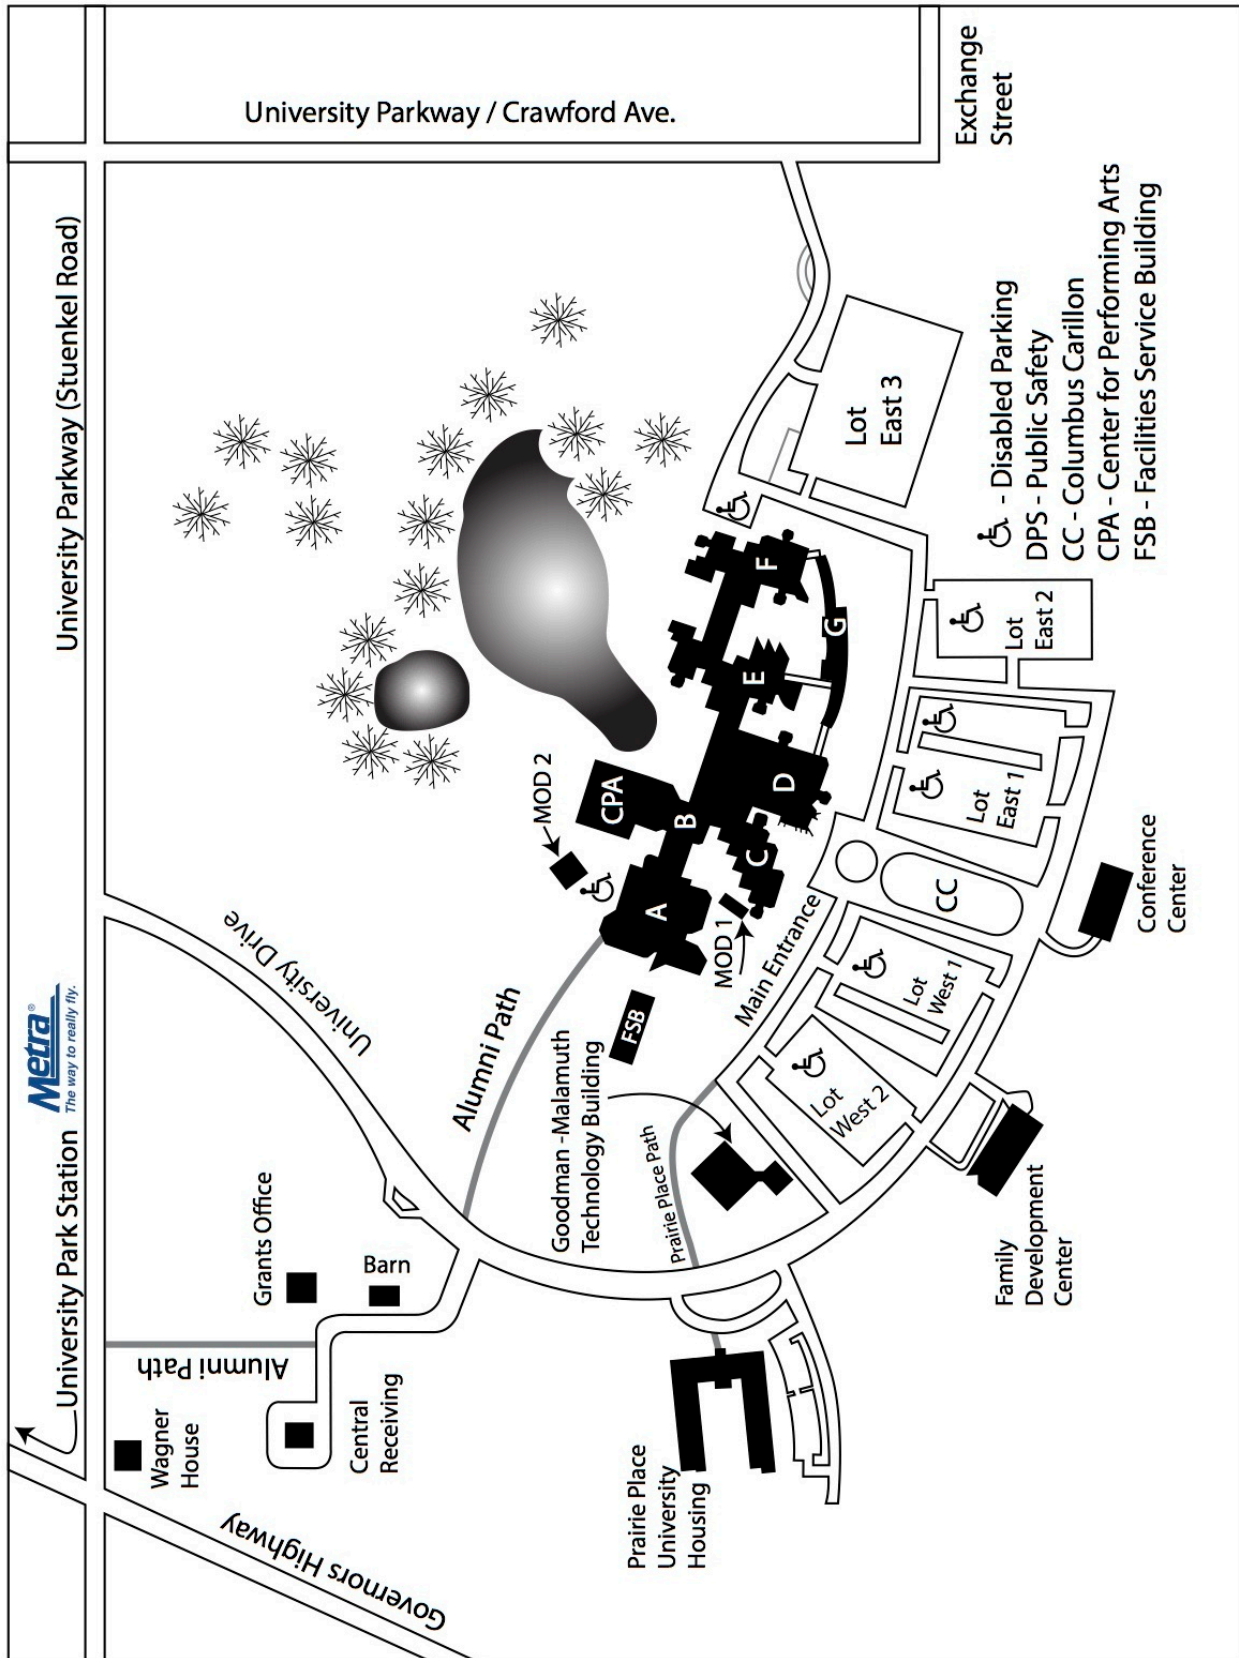 University Park Station
Metra®
The way to really fly.
University Parkway (Stuenkel Road)
University Parkway / Crawford Ave.
Exchange
Street
Governors Highway
Wagner
House
Alumni Path
Central
Receiving
Grants Office
Barn
University Drive
Alumni Path
MOD 2
CPA
A
B
C
D
E
F
G
MOD 1
FSB
Goodman -Malamuth
Technology Building
Prairie Place Path
Prairie Place
University
Housing
Main Entrance
Lot
West 2
Lot
West 1
CC
Lot
East 1
Lot
East 2
Lot
East 3
Family
Development
Center
Conference
Center
- Disabled Parking
DPS - Public Safety
CC - Columbus Carillon
CPA - Center for Performing Arts
FSB - Facilities Service Building